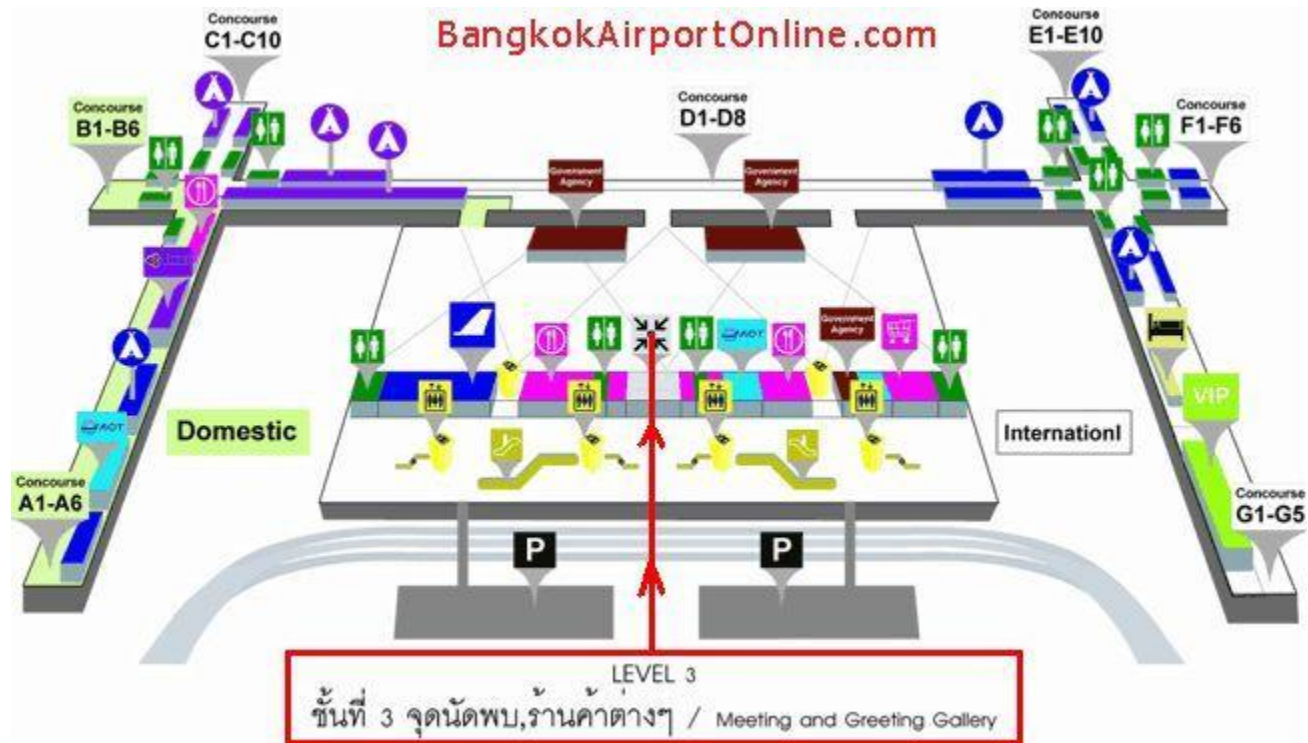 BangkokAirportOnline.com
Concourse
C1-C10
Concourse
E1-E10
Concourse
B1-B6
Concourse
D1-D8
Concourse
F1-F6
Government
Agency
Government
Agency
AOT
Government
Agency
VIP
AOT
Domestic
Internationl
Concourse
A1-A6
Concourse
G1-G5
P
P
LEVEL 3
ชั้นที่ 3 จุดนัดพบ,ร้านค้าต่างๆ / Meeting and Greeting Gallery